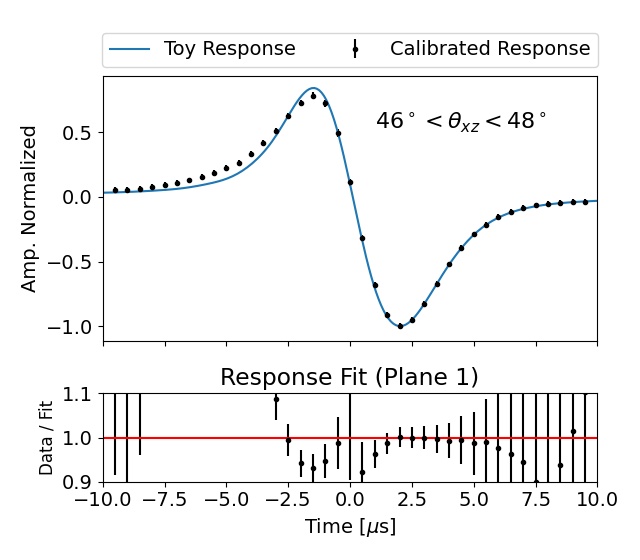 Toy Response Calibrated Response
46° < θxz < 48°
Amp. Normalized
0.5
0.0
−0.5
−1.0
Response Fit (Plane 1)
Data / Fit
1.1
1.0
0.9
−10.0 −7.5 −5.0 −2.5 0.0 2.5 5.0 7.5 10.0
Time [μs]